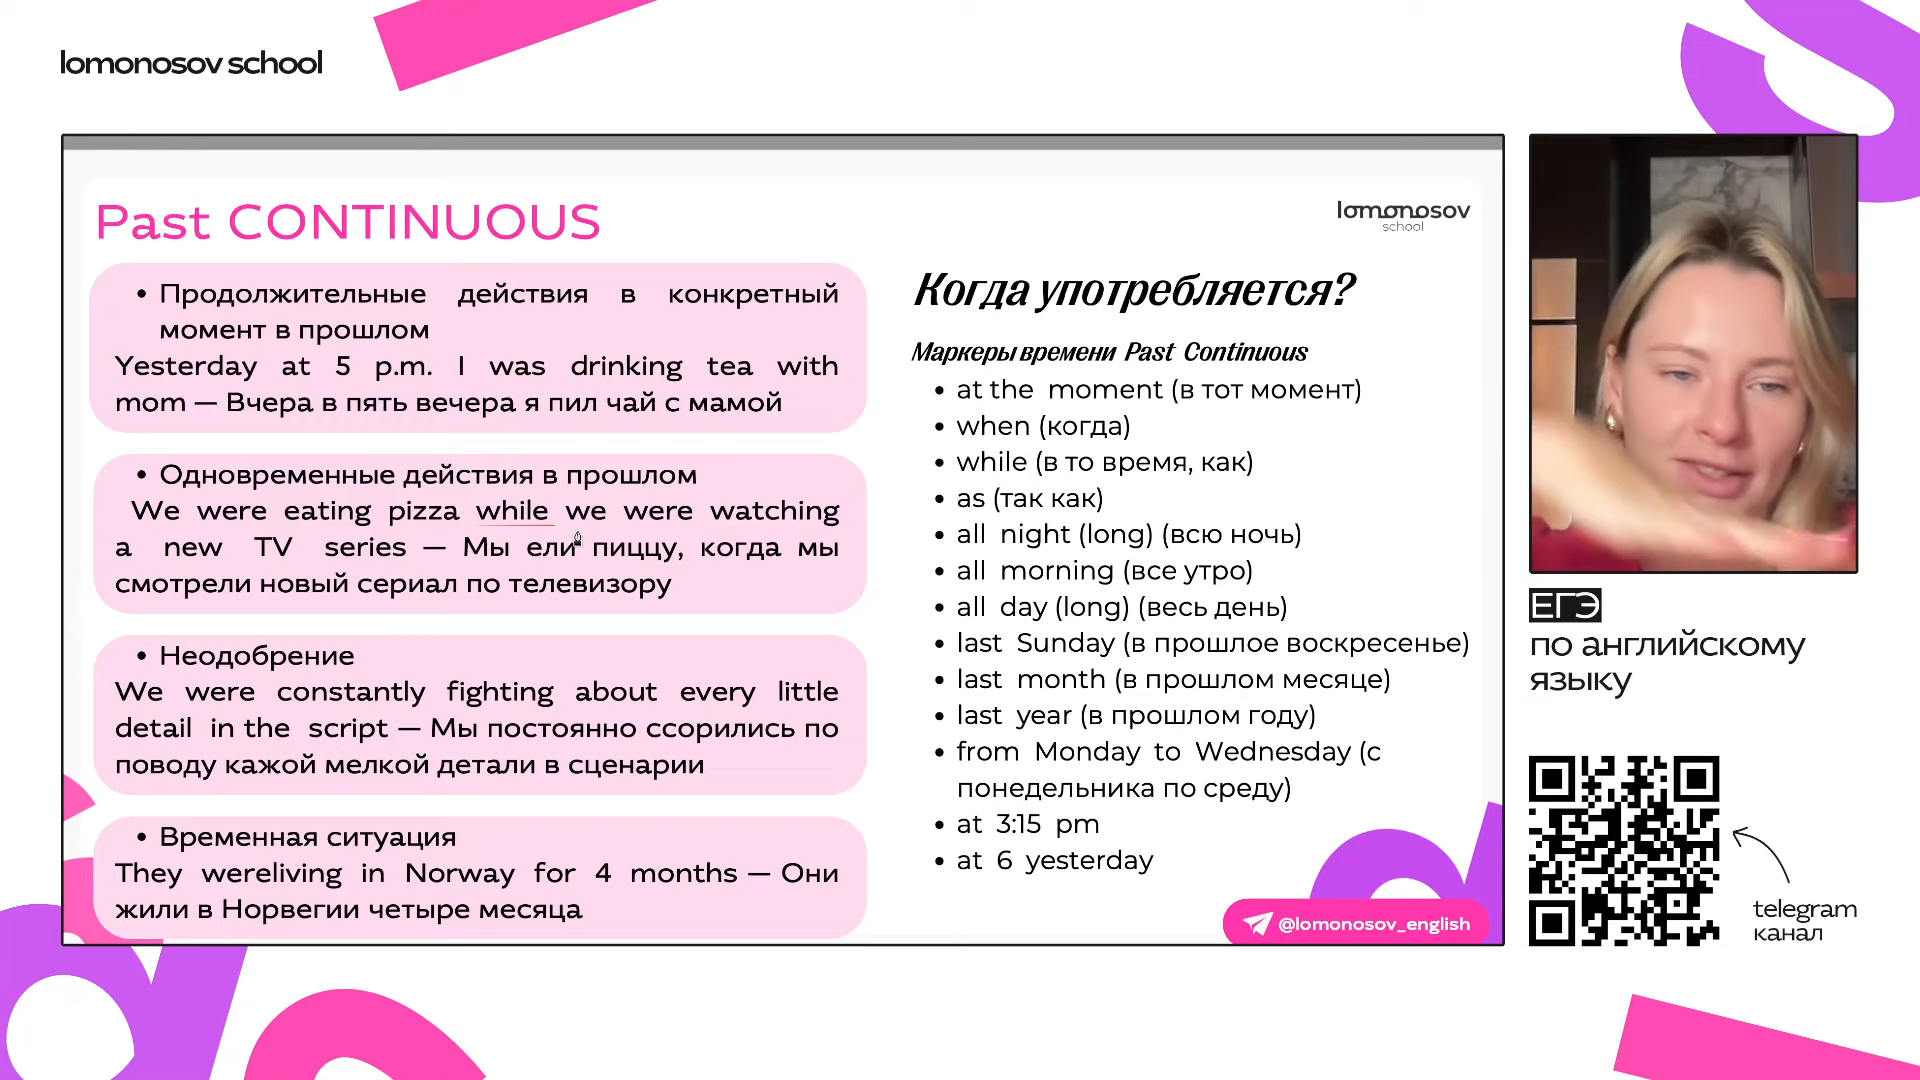 lomonosov school
Past CONTINUOUS
lomonosov
school
• Продолжительные действия в конкретный
момент в прошлом
Yesterday at 5 p.m. I was drinking tea with
mom — Вчера в пять вечера я пил чай с мамой
• Одновременные действия в прошлом
We were eating pizza while we were watching
a new TV series — Мы ели пиццу, когда мы
смотрели новый сериал по телевизору
• Неодобрение
We were constantly fighting about every little
detail in the script — Мы постоянно ссорились по
поводу кажой мелкой детали в сценарии
• Временная ситуация
They wereliving in Norway for 4 months — Они
жили в Норвегии четыре месяца
Когда употребляется?
Маркеры времени Past Continuous
• at the moment (в тот момент)
• when (когда)
• while (в то время, как)
• as (так как)
• all night (long) (всю ночь)
• all morning (все утро)
• all day (long) (весь день)
• last Sunday (в прошлое воскресенье)
• last month (в прошлом месяце)
• last year (в прошлом году)
• from Monday to Wednesday (с
понедельника по среду)
• at 3:15 pm
• at 6 yesterday
@lomonosov_english
ЕГЭ
по английскому
языку
telegram
канал